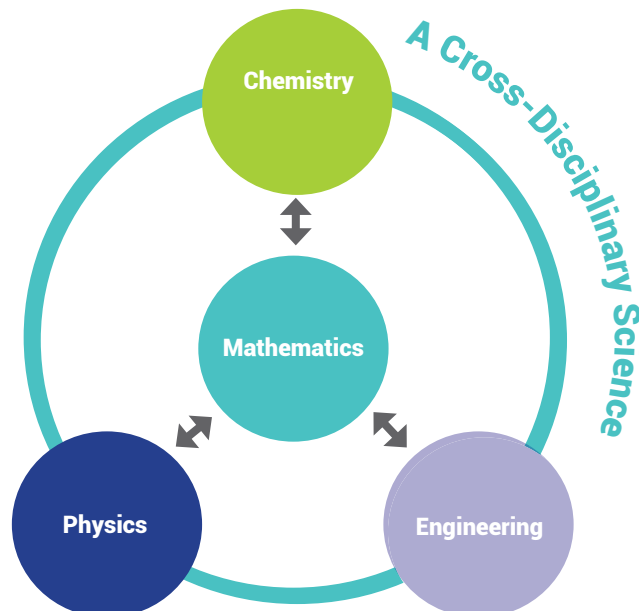 A Cross-Disciplinary Science
Chemistry
Mathematics
Physics
Engineering